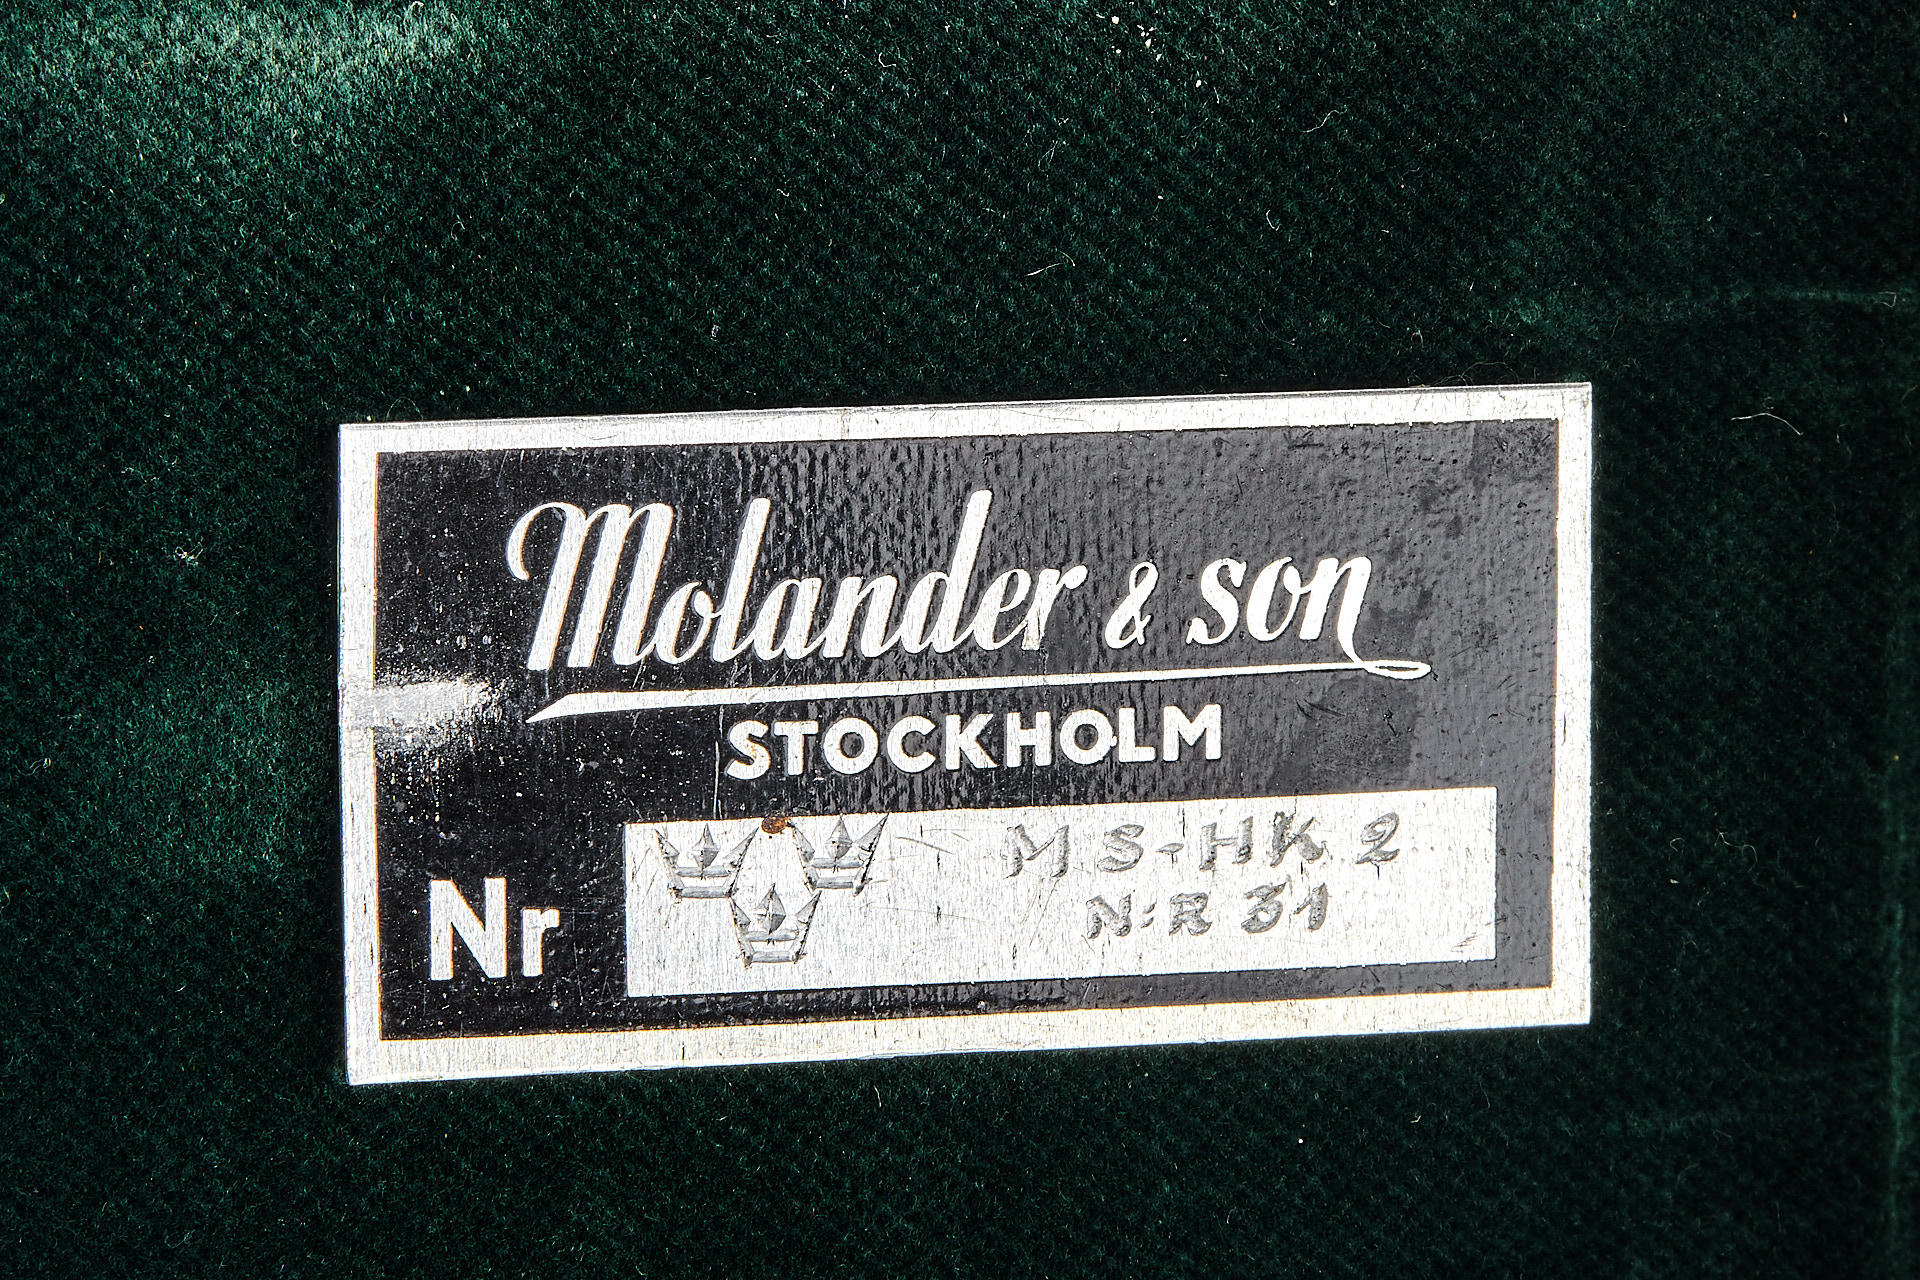 Molander & son
STOCKHOLM
Nr
MS-HK 2
N:R 31